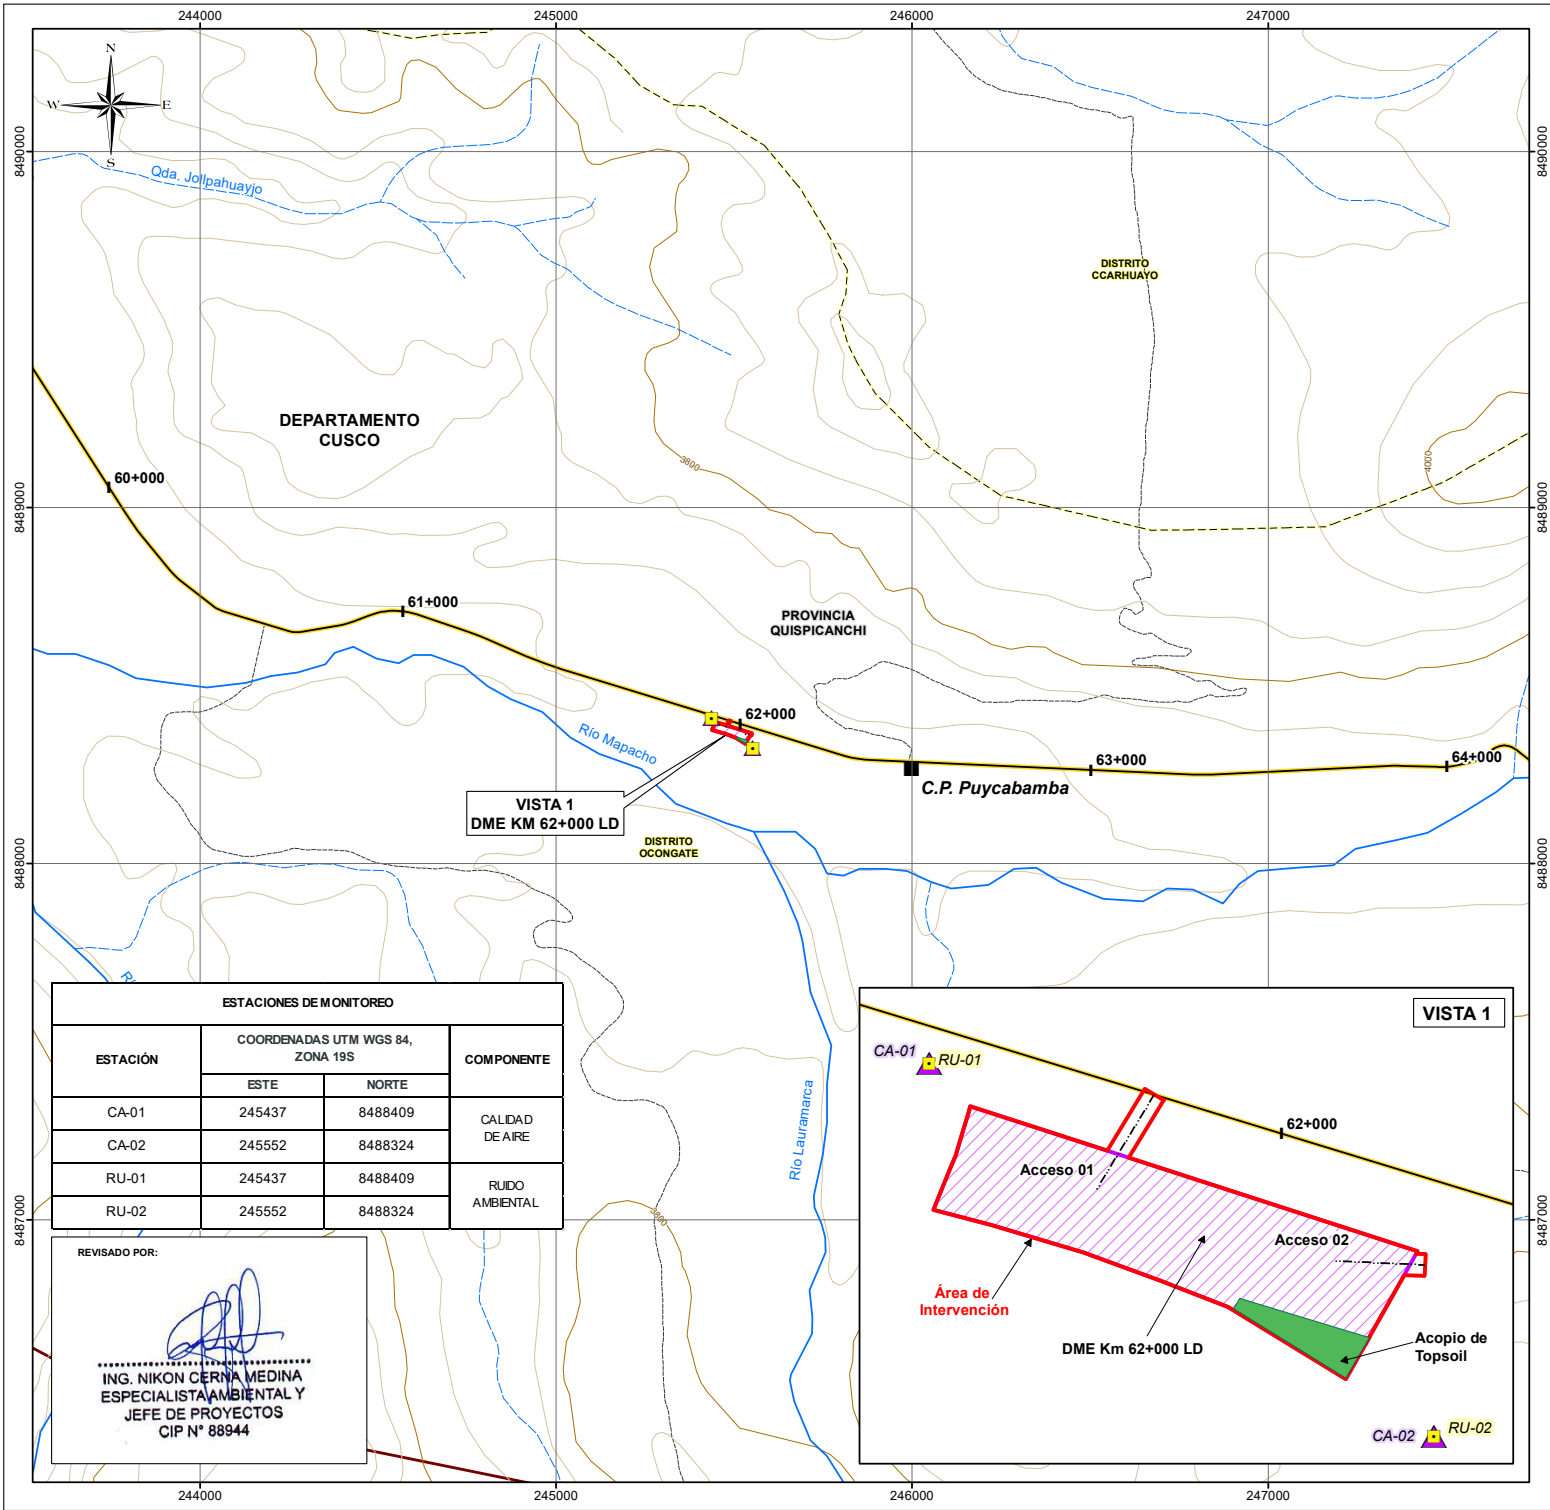 244000
245000
246000
247000
N
W
E
S
8490000
8490000
Qda. Jollpahuayjo
DISTRITO
CCARHUAYO
DEPARTAMENTO
CUSCO
3800
4000
60+000
8489000
8489000
61+000
PROVINCIA
QUISPICANCHI
62+000
Río Mapacho
63+000
64+000
C.P. Puycabamba
VISTA 1
DME KM 62+000 LD
DISTRITO
OCONGATE
8488000
8488000
ESTACIONES DE MONITOREO
ESTACIÓN
COORDENADAS UTM WGS 84,
ZONA 19S
COMPONENTE
ESTE
NORTE
CA-01
245437
8488409
CALIDAD
DE AIRE
CA-02
245552
8488324
RU-01
245437
8488409
RUIDO
AMBIENTAL
RU-02
245552
8488324
Río Lauramarca
3800
8487000
8487000
VISTA 1
CA-01
RU-01
62+000
Acceso 01
Acceso 02
Área de
Intervención
DME Km 62+000 LD
Acopio de
Topsoil
CA-02
RU-02
REVISADO POR:
ING. NIKON CERNA MEDINA
ESPECIALISTA AMBIENTAL Y
JEFE DE PROYECTOS
CIP N° 88944
244000
245000
246000
247000